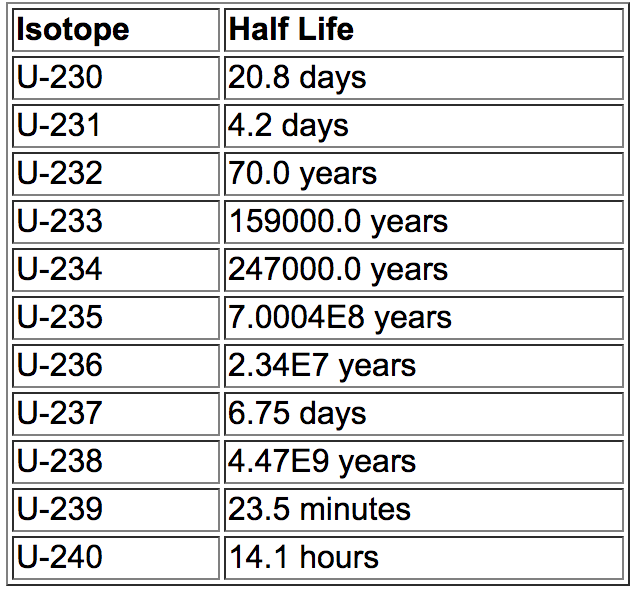 Isotope Half Life
U-230 20.8 days
U-231 4.2 days
U-232 70.0 years
U-233 159000.0 years
U-234 247000.0 years
U-235 7.0004E8 years
U-236 2.34E7 years
U-237 6.75 days
U-238 4.47E9 years
U-239 23.5 minutes
U-240 14.1 hours